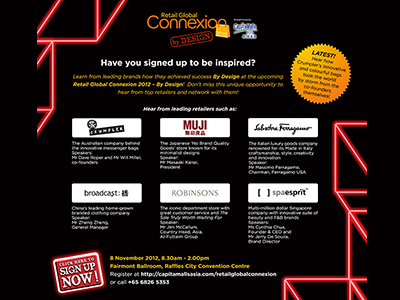 Retail Global
Connexion
by DESIGN
LATEST!
Hear how
Crumpler's innovative
and colourful bags
took the world
by storm from the
co-founders
themselves!
Have you signed up to be inspired?
Learn from leading brands how they achieved success By Design at the upcoming
Retail Global Connexion 2012 – By Design! Don't miss this unique opportunity to
hear from top retailers and network with them!
Hear from leading retailers such as:
CRUMPLER
The Australian company behind
the innovative messenger bags
Speakers:
Mr Dave Roper and Mr Will Miller,
co-founders
MUJI
無印良品
The Japanese 'No Brand Quality
Goods' store known for its
minimalist designs
Speaker:
Mr Masaaki Kanai,
President
Salvatore Ferragamo
The Italian luxury goods company
renowned for its Made in Italy
craftsmanship, style, creativity
and innovation
Speaker:
Mr Massimo Ferragamo,
Chairman, Ferragamo USA
broadcast:播
China's leading home-grown
branded clothing company
Speaker:
Mr Zheng Zheng,
General Manager
ROBINSONS
The iconic department store with
great customer service and The
Sale Truly Worth Waiting For
Speaker:
Mr Jim McCallum,
Country Head, Asia,
Al-Futtaim Group
[ ] spaesprit
Multi-million dollar Singapore
company with innovative suite of
beauty and F&B brands
Speakers:
Ms Cynthia Chua,
Founder & CEO and
Mr Jerry De Souza,
Brand Director
CLICK HERE TO
SIGN UP
NOW!
8 November 2012, 8.30am - 2.00pm
Fairmont Ballroom, Raffles City Convention Centre
Register at http://capitamallsasia.com/retailglobalconnexion
or call +65 6826 5353